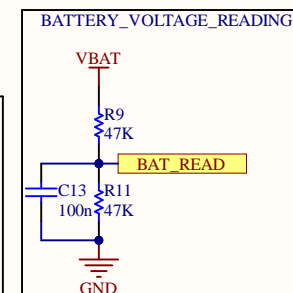 BATTERY_VOLTAGE_READING
VBAT
R9
47K
BAT_READ
C13
100n
R11
47K
GND